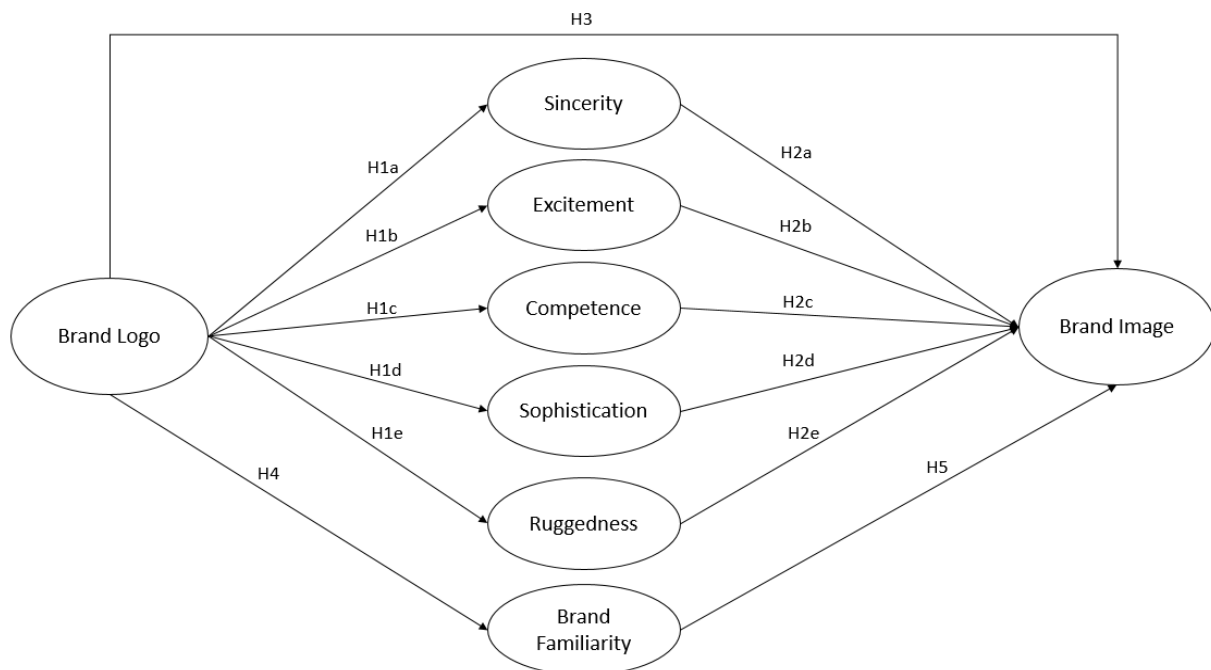 H3
Sincerity
H2a
H1a
Excitement
H1b
H2b
H1c
Competence
H2c
Brand Logo
Brand Image
H1d
H2d
Sophistication
H1e
H2e
H4
H5
Ruggedness
Brand
Familiarity